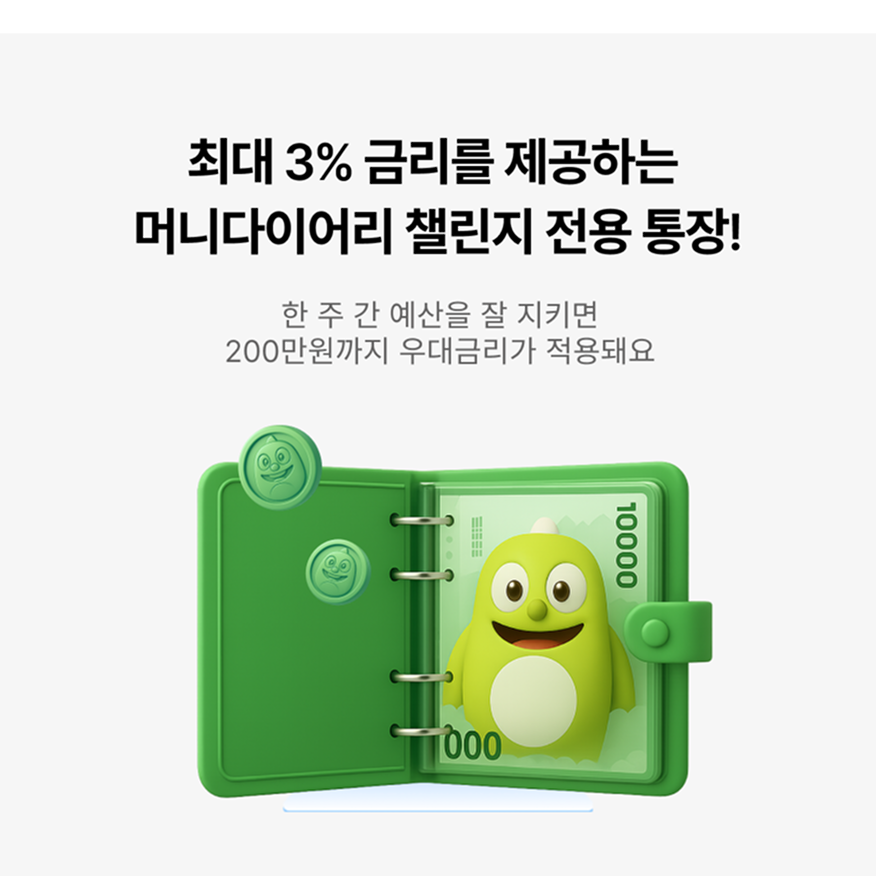 최대 3% 금리를 제공하는
머니다이어리 챌린지 전용 통장!
한 주 간 예산을 잘 지키면
200만원까지 우대금리가 적용돼요
10000
000